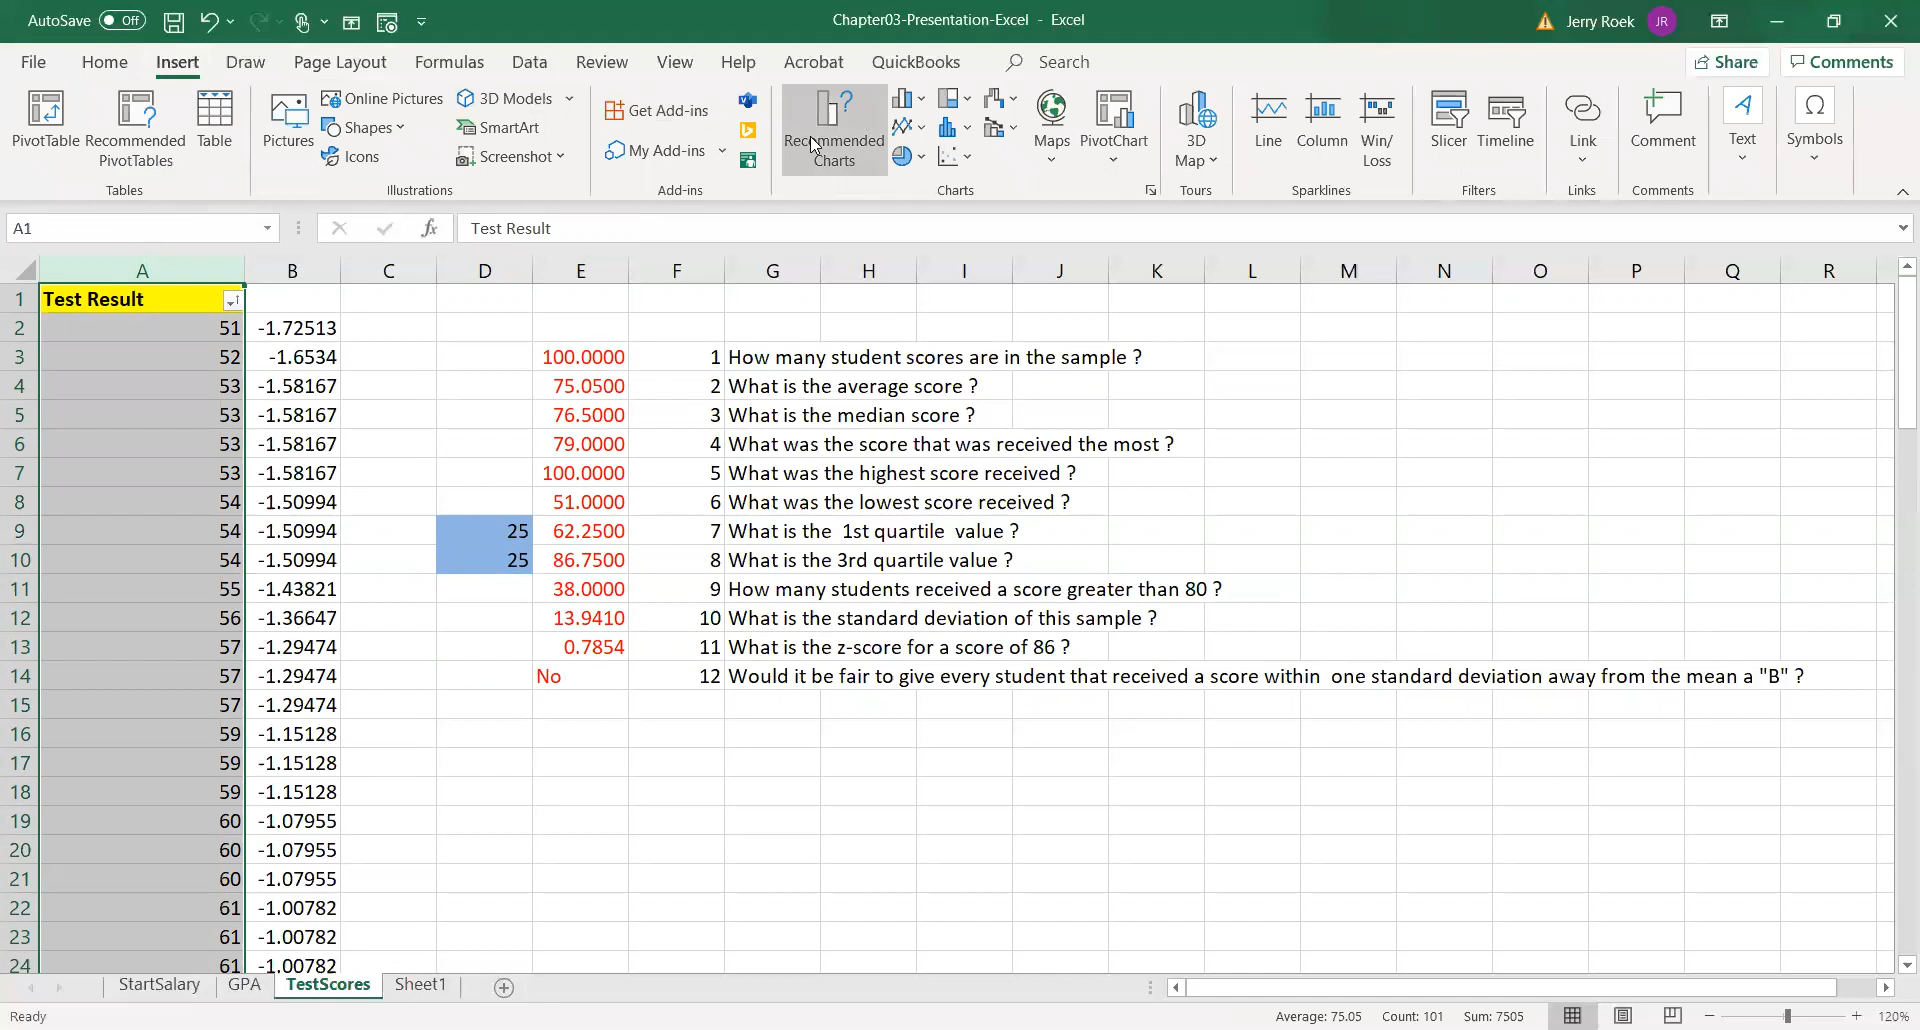 AutoSave Off Chapter03-Presentation-Excel - Excel Jerry Roek JR
File Home Insert Draw Page Layout Formulas Data Review View Help Acrobat QuickBooks Search Share Comments
PivotTable Recommended PivotTables Table Pictures Online Pictures Shapes Icons 3D Models SmartArt Screenshot Get Add-ins My Add-ins Recommended Charts Maps PivotChart 3D Map Line Column Win/Loss Slicer Timeline Link Comment Text Symbols
Tables Illustrations Add-ins Charts Tours Sparklines Filters Links Comments
A1 fx Test Result
A B C D E F G H I J K L M N O P Q R
1 Test Result
2 51 -1.72513
3 52 -1.6534 100.0000 1 How many student scores are in the sample ?
4 53 -1.58167 75.0500 2 What is the average score ?
5 53 -1.58167 76.5000 3 What is the median score ?
6 53 -1.58167 79.0000 4 What was the score that was received the most ?
7 53 -1.58167 100.0000 5 What was the highest score received ?
8 54 -1.50994 51.0000 6 What was the lowest score received ?
9 54 -1.50994 25 62.2500 7 What is the 1st quartile value ?
10 54 -1.50994 25 86.7500 8 What is the 3rd quartile value ?
11 55 -1.43821 38.0000 9 How many students received a score greater than 80 ?
12 56 -1.36647 13.9410 10 What is the standard deviation of this sample ?
13 57 -1.29474 0.7854 11 What is the z-score for a score of 86 ?
14 57 -1.29474 No 12 Would it be fair to give every student that received a score within one standard deviation away from the mean a "B" ?
15 57 -1.29474
16 59 -1.15128
17 59 -1.15128
18 59 -1.15128
19 60 -1.07955
20 60 -1.07955
21 60 -1.07955
22 61 -1.00782
23 61 -1.00782
24 61 -1.00782
StartSalary GPA TestScores Sheet1
Ready Average: 75.05 Count: 101 Sum: 7505 120%